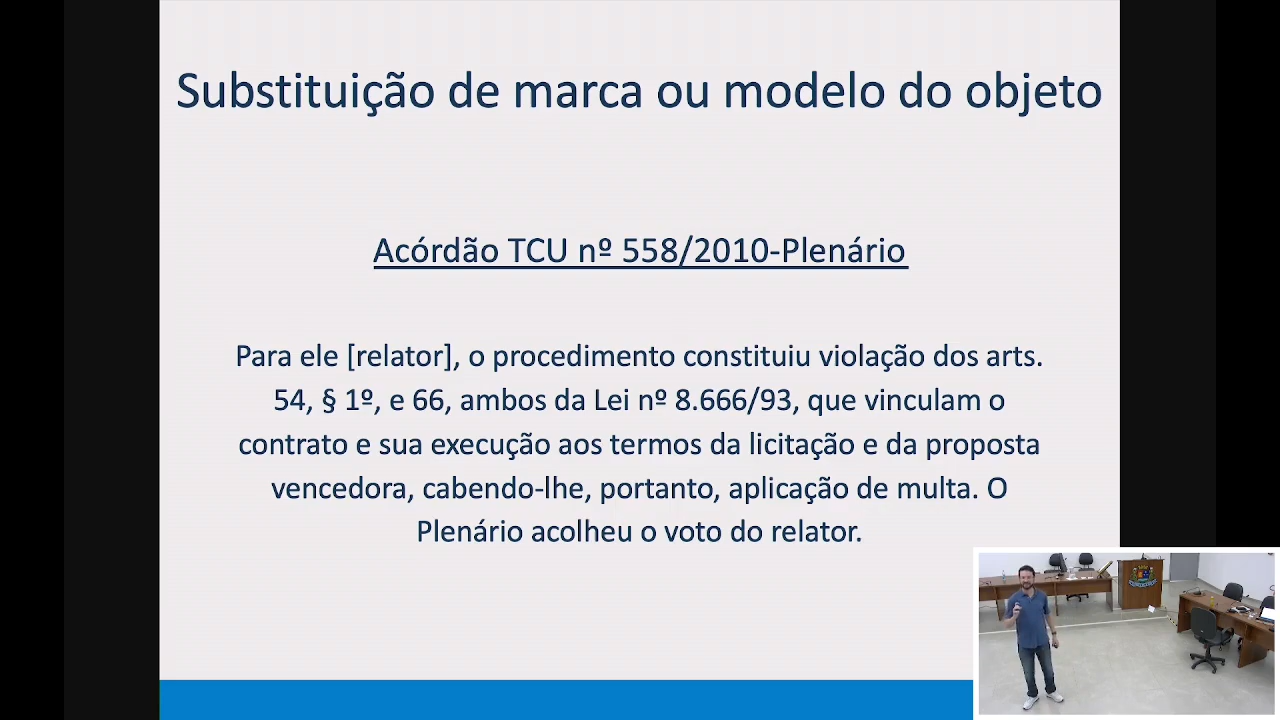 Substituição de marca ou modelo do objeto
Acórdão TCU nº 558/2010-Plenário
Para ele [relator], o procedimento constituiu violação dos arts.
54, § 1º, e 66, ambos da Lei nº 8.666/93, que vinculam o
contrato e sua execução aos termos da licitação e da proposta
vencedora, cabendo-lhe, portanto, aplicação de multa. O
Plenário acolheu o voto do relator.